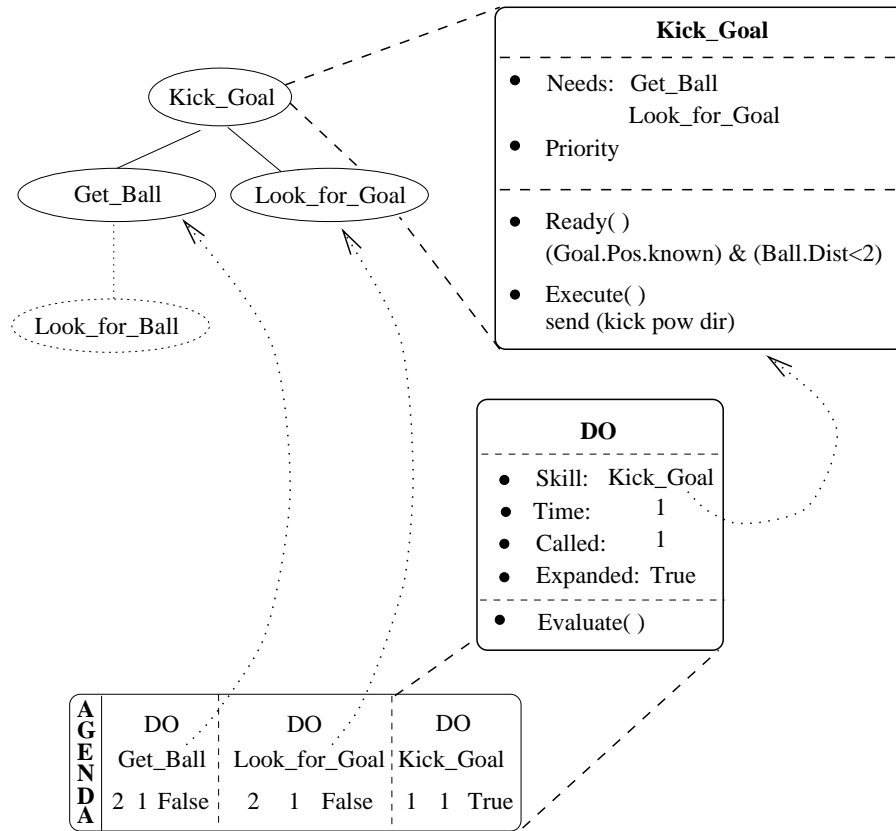 Kick_Goal
Get_Ball
Look_for_Goal
Look_for_Ball
Kick_Goal
Needs: Get_Ball
Look_for_Goal
Priority
Ready( )
(Goal.Pos.known) & (Ball.Dist<2)
Execute( )
send (kick pow dir)
DO
Skill: Kick_Goal
Time: 1
Called: 1
Expanded: True
Evaluate( )
AGENDA
DO DO DO
Get_Ball Look_for_Goal Kick_Goal
2 1 False 2 1 False 1 1 True